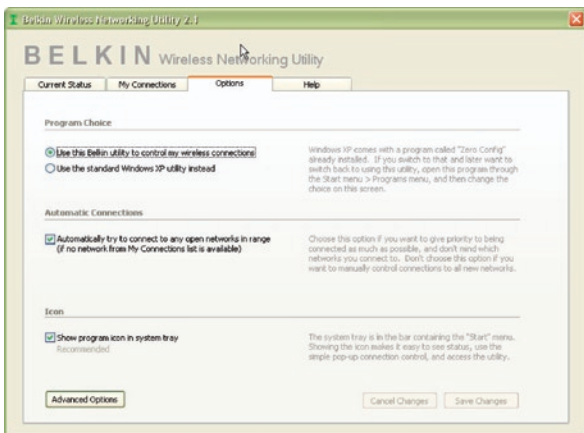 Belkin Wireless Networking Utility 2.1
BELKIN Wireless Networking Utility
Current Status
My Connections
Options
Help
Program Choice
Use this Belkin utility to control my wireless connections
Use the standard Windows XP utility instead
Windows XP comes with a program called "Zero Config"
already installed. If you switch to that and later want to
switch back to using this utility, open this program through
the Start menu > Programs menu, and then change the
choice on this screen.
Automatic Connections
Automatically try to connect to any open networks in range
(if no network from My Connections list is available)
Choose this option if you want to give priority to being
connected as much as possible, and don't mind which
networks you connect to. Don't choose this option if you
want to manually control connections to all new networks.
Icon
Show program icon in system tray
Recommended
The system tray is in the bar containing the "Start" menu.
Showing the icon makes it easy to see status, use the
simple pop-up connection control, and access the utility.
Advanced Options
Cancel Changes
Save Changes